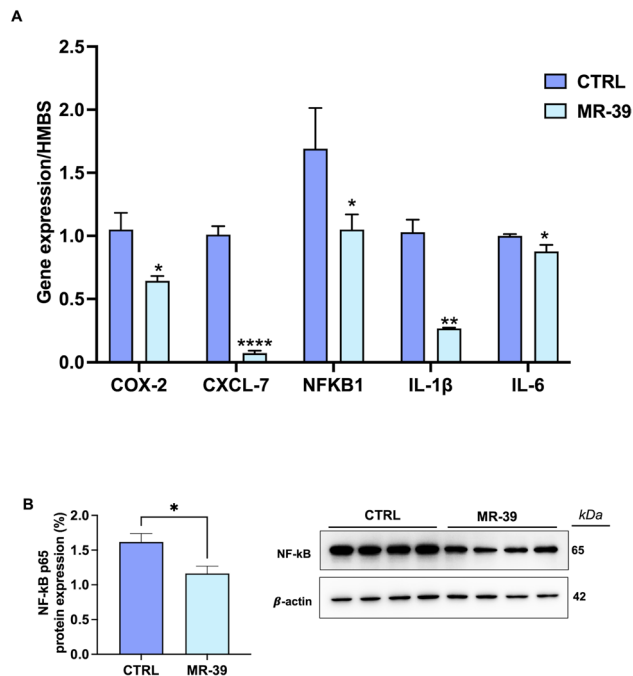 A
Gene expression/HMBS
2.5
2.0
1.5
1.0
0.5
0.0
CTRL
MR-39
*
****
*
**
*
COX-2 CXCL-7 NFKB1 IL-1β IL-6
B
NF-kB p65
protein expression (%)
2.0
1.5
1.0
0.5
0.0
*
CTRL MR-39
CTRL MR-39 kDa
NF-kB 65
β-actin 42